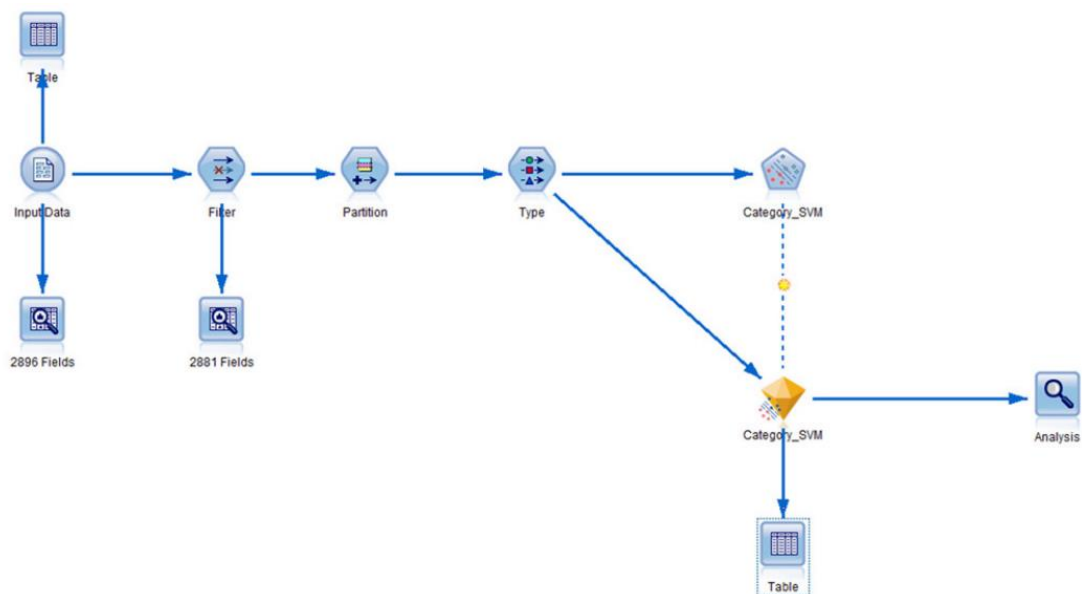 Table
Input Data
Filter
Partition
Type
Category_SVM
2896 Fields
2881 Fields
Category_SVM
Analysis
Table